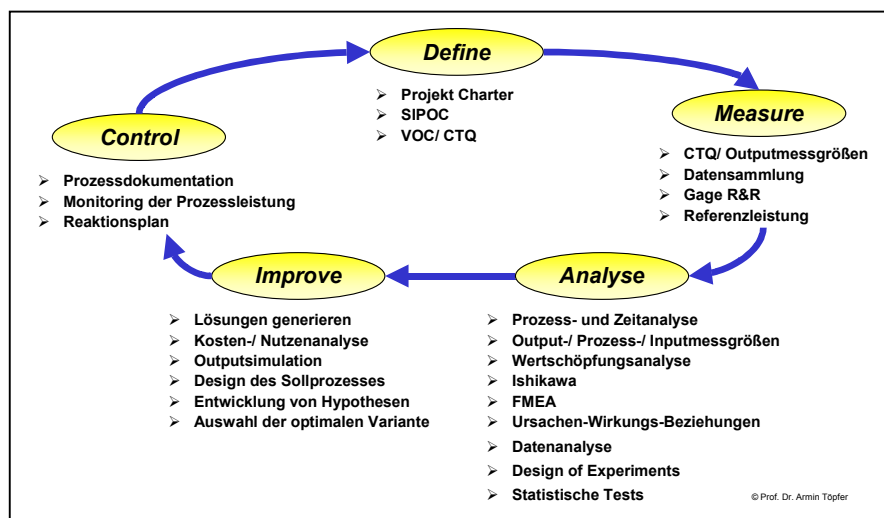 Define
➢ Projekt Charter
➢ SIPOC
➢ VOC/ CTQ
Measure
➢ CTQ/ Outputmessgrößen
➢ Datensammlung
➢ Gage R&R
➢ Referenzleistung
Analyse
➢ Prozess- und Zeitanalyse
➢ Output-/ Prozess-/ Inputmessgrößen
➢ Wertschöpfungsanalyse
➢ Ishikawa
➢ FMEA
➢ Ursachen-Wirkungs-Beziehungen
➢ Datenanalyse
➢ Design of Experiments
➢ Statistische Tests
Improve
➢ Lösungen generieren
➢ Kosten-/ Nutzenanalyse
➢ Outputsimulation
➢ Design des Sollprozesses
➢ Entwicklung von Hypothesen
➢ Auswahl der optimalen Variante
Control
➢ Prozessdokumentation
➢ Monitoring der Prozessleistung
➢ Reaktionsplan
© Prof. Dr. Armin Töpfer